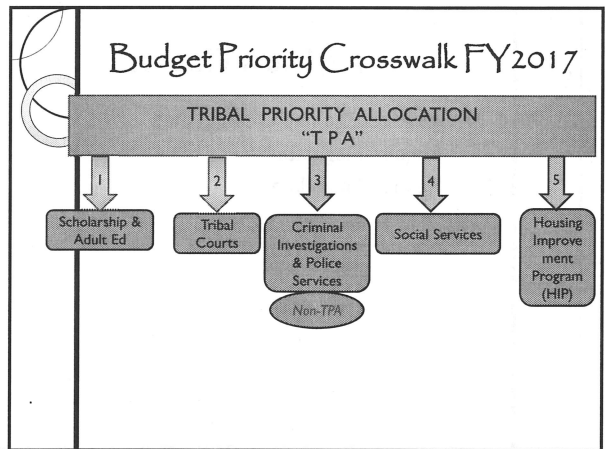 Budget Priority Crosswalk FY2017
TRIBAL PRIORITY ALLOCATION
"T P A"
1
2
3
4
5
Scholarship &
Adult Ed
Tribal
Courts
Criminal
Investigations
& Police
Services
Non-TPA
Social Services
Housing
Improve
ment
Program
(HIP)